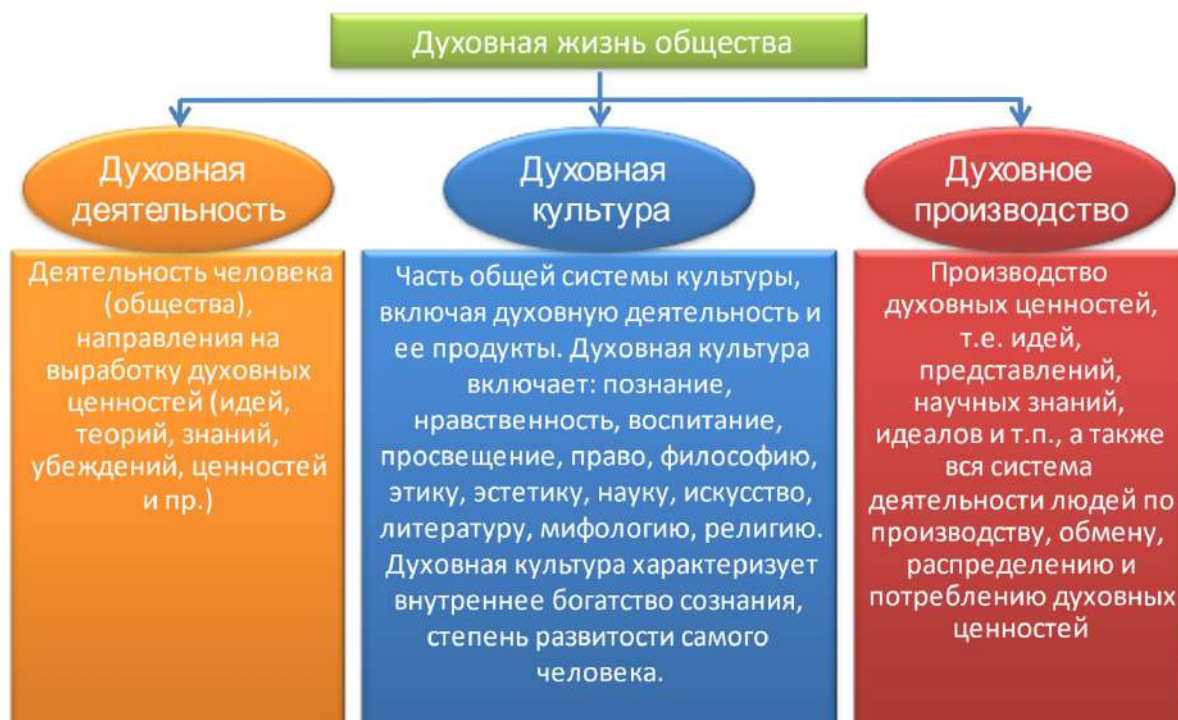 Духовная жизнь общества
Духовная
деятельность
Деятельность человека
(общества),
направления на
выработку духовных
ценностей (идей,
теорий, знаний,
убеждений, ценностей
и пр.)
Духовная
культура
Часть общей системы культуры,
включая духовную деятельность и
ее продукты. Духовная культура
включает: познание,
нравственность, воспитание,
просвещение, право, философию,
этику, эстетику, науку, искусство,
литературу, мифологию, религию.
Духовная культура характеризует
внутреннее богатство сознания,
степень развитости самого
человека.
Духовное
производство
Производство
духовных ценностей,
т.е. идей,
представлений,
научных знаний,
идеалов и т.п., а также
вся система
деятельности людей по
производству, обмену,
распределению и
потреблению духовных
ценностей